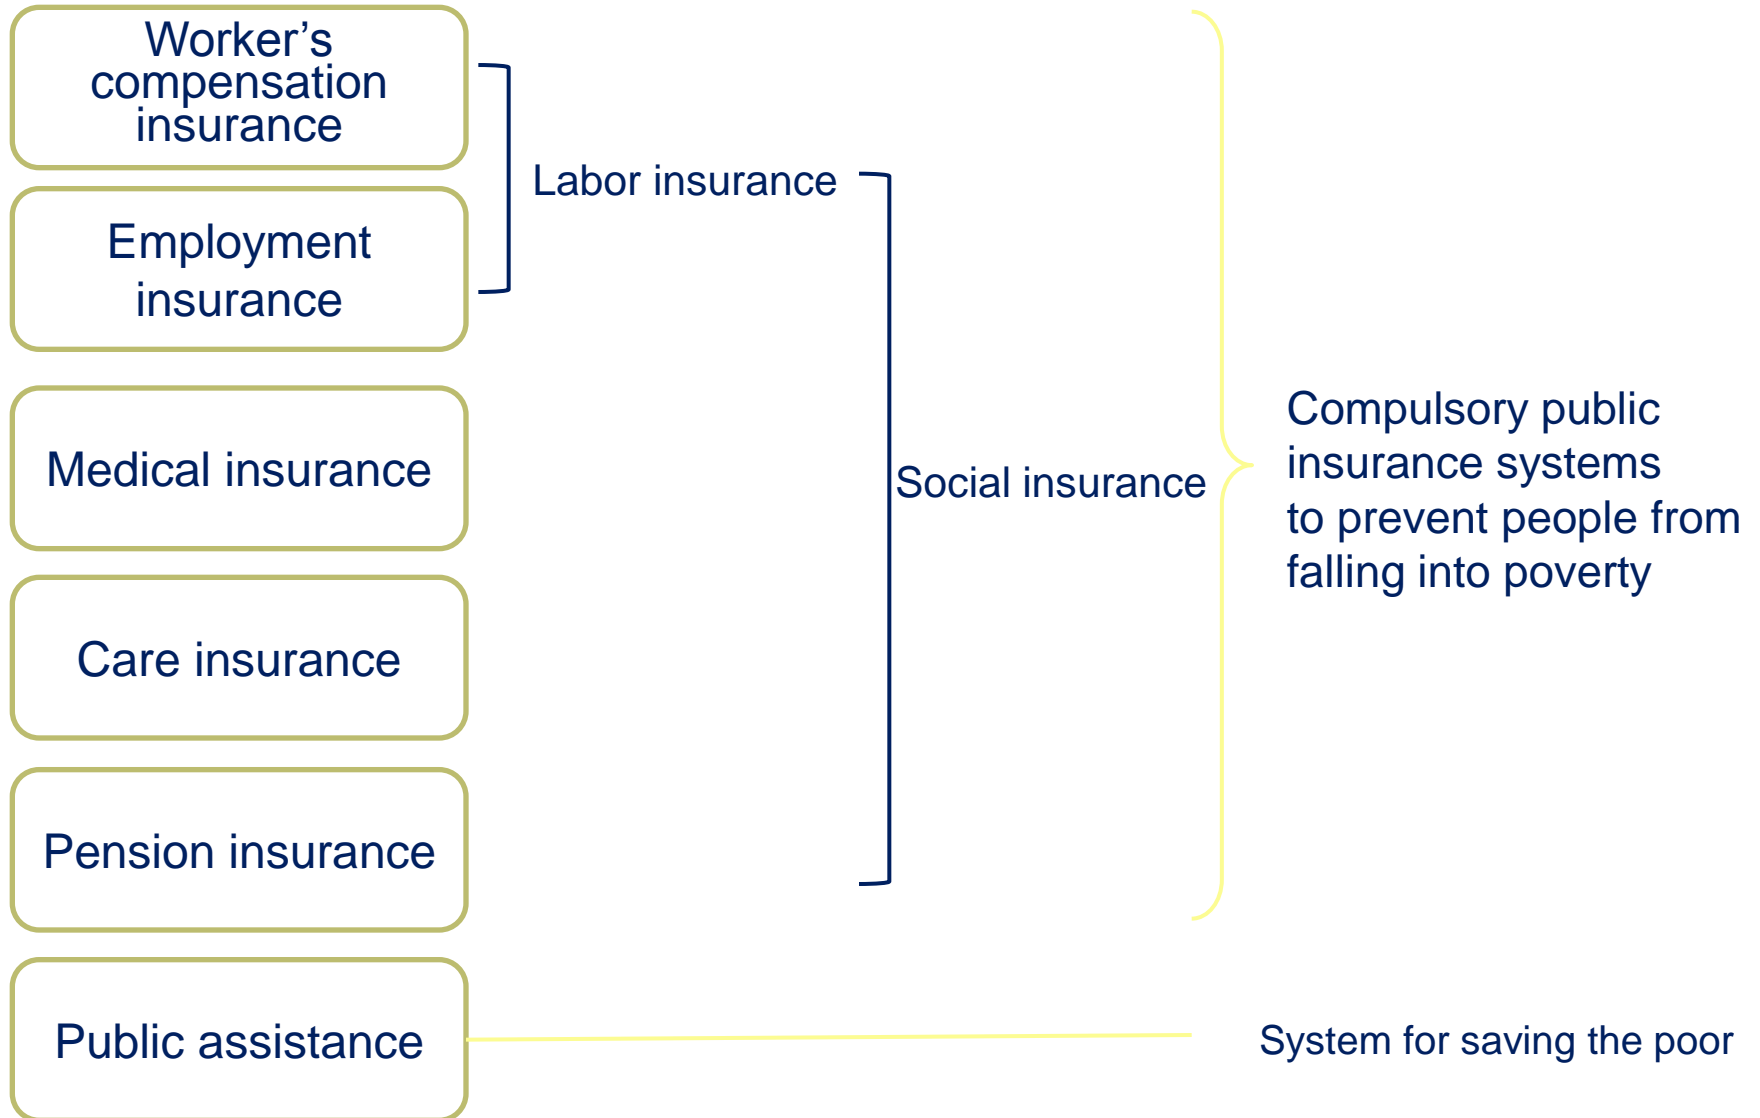 Worker’s
compensation
insurance
Labor insurance
Employment
insurance
Medical insurance
Social insurance
Compulsory public
insurance systems
to prevent people from
falling into poverty
Care insurance
Pension insurance
Public assistance
System for saving the poor